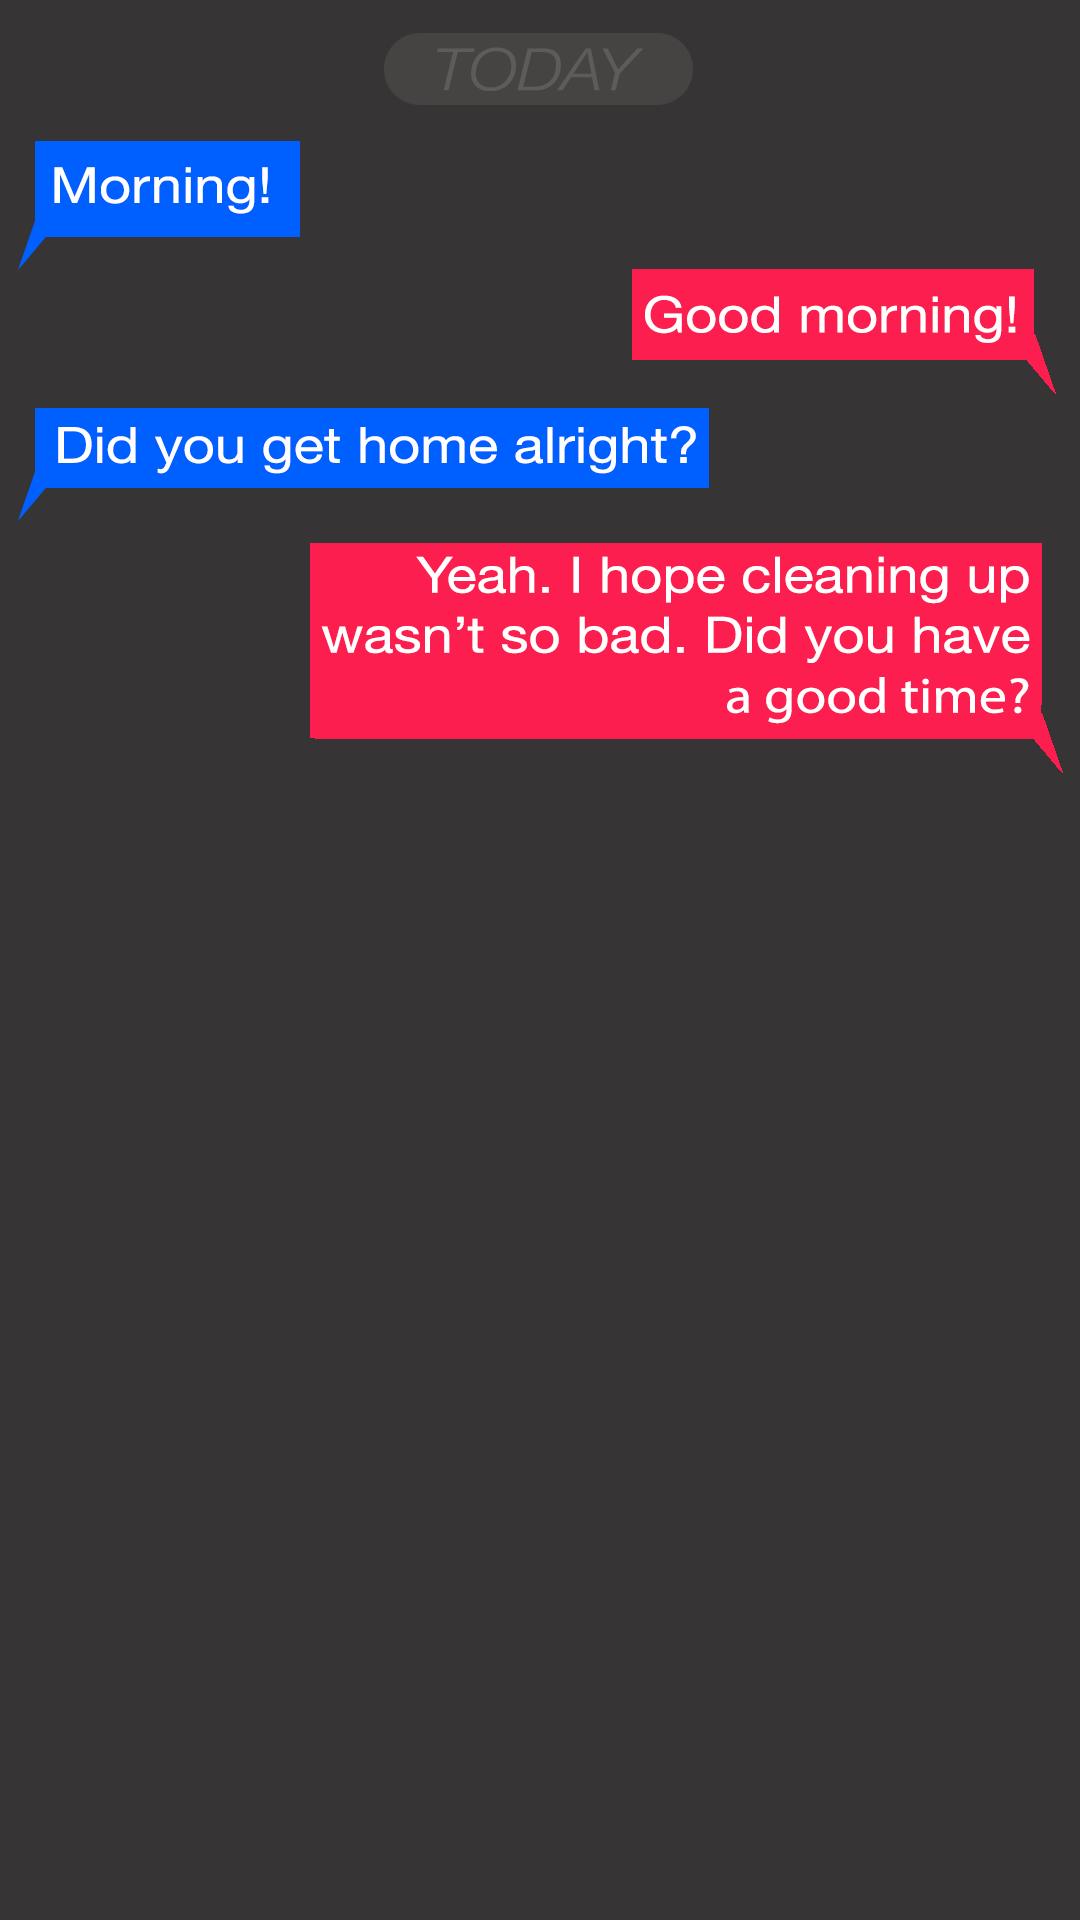 TODAY
Morning!
Good morning!
Did you get home alright?
Yeah. I hope cleaning up
wasn’t so bad. Did you have
a good time?